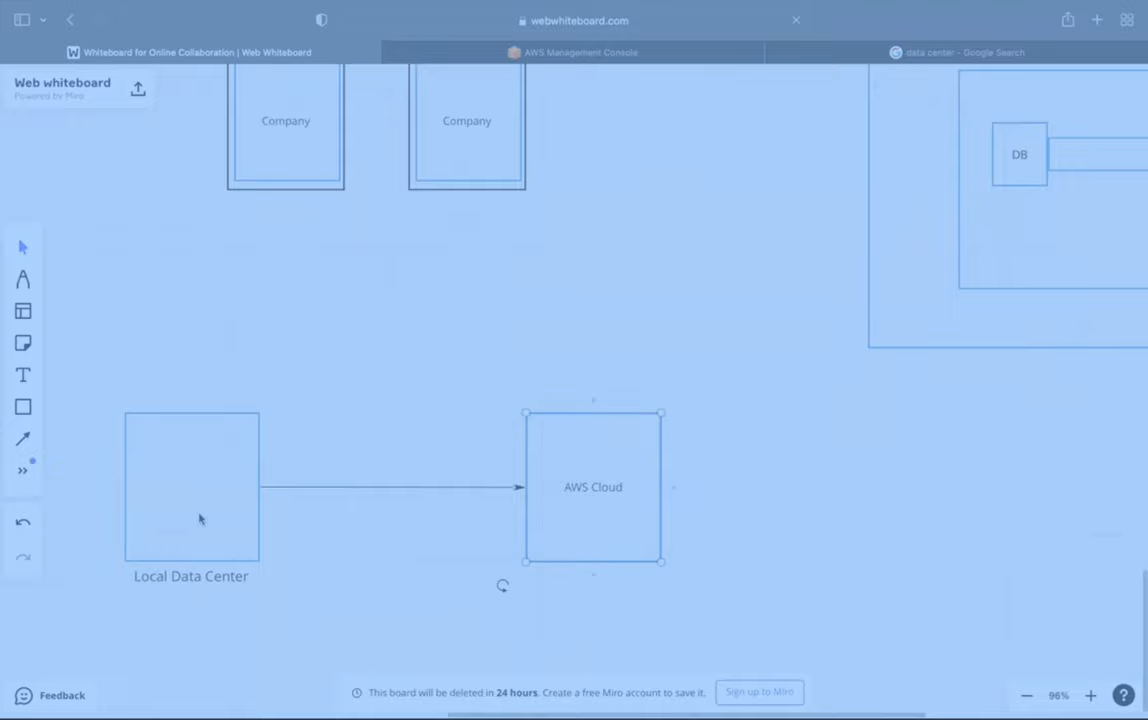 webwhiteboard.com
Whiteboard for Online Collaboration | Web Whiteboard
AWS Management Console
data center - Google Search
Web whiteboard
Powered by Miro
Company
Company
DB
AWS Cloud
Local Data Center
Feedback
This board will be deleted in 24 hours. Create a free Miro account to save it.
Sign up to Miro
96%